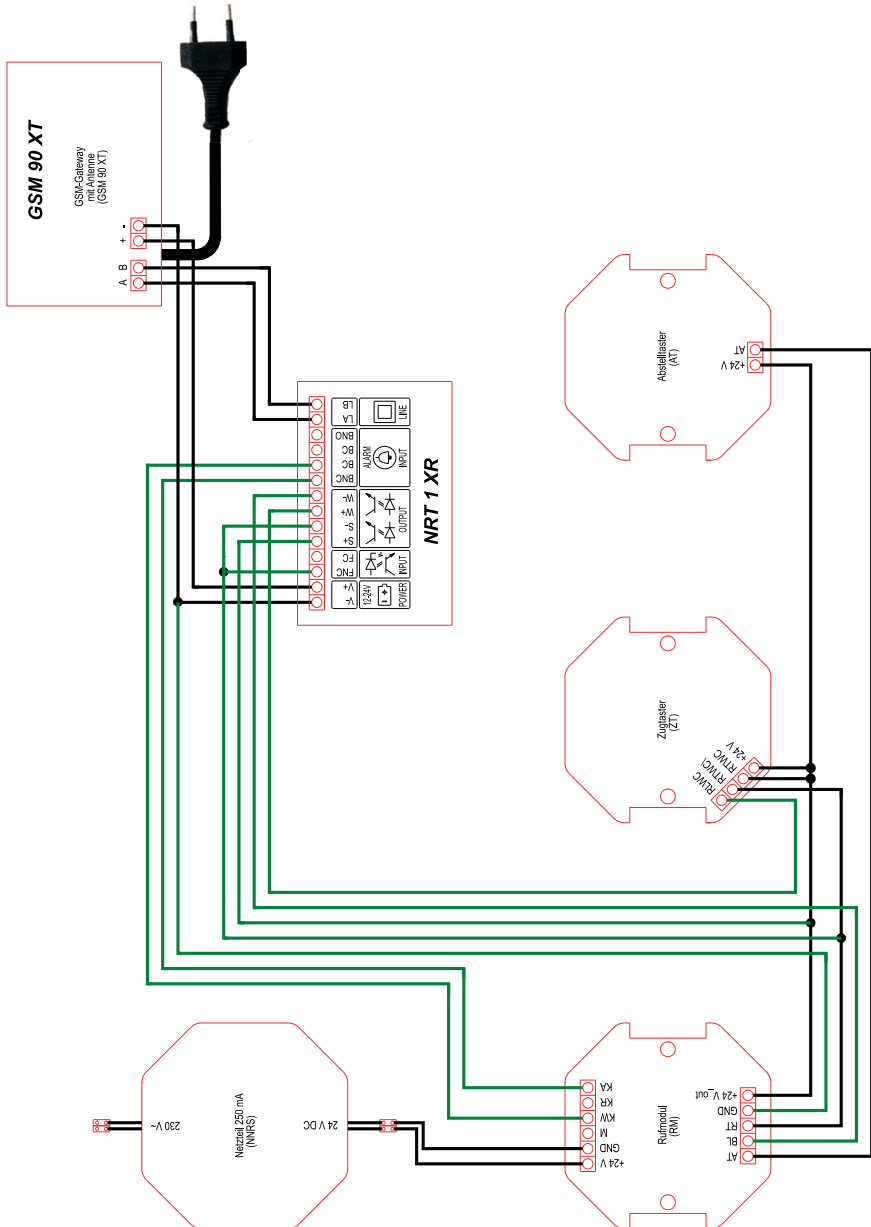 GSM 90 XT
GSM-Gateway
mit Antenne
(GSM 90 XT)
-
+
B
A
LB
LA
BNO
BC
BC
BNC
W-
W+
S-
S+
FC
FNC
V+
V-
LINE
ALARM
INPUT
OUTPUT
INPUT
12-24V
POWER
NRT 1 XR
Abstelltaster
(AT)
AT
+24 V
Zugtaster
(ZT)
+24 V
RTWC
RTWC!
RLWC
Netzteil 250 mA
(NNRS)
230 V ~
24 V DC
Rufmodul
(RM)
KA
KR
KW
M
GND
+24 V
+24 V_out
GND
RT
BL
AT